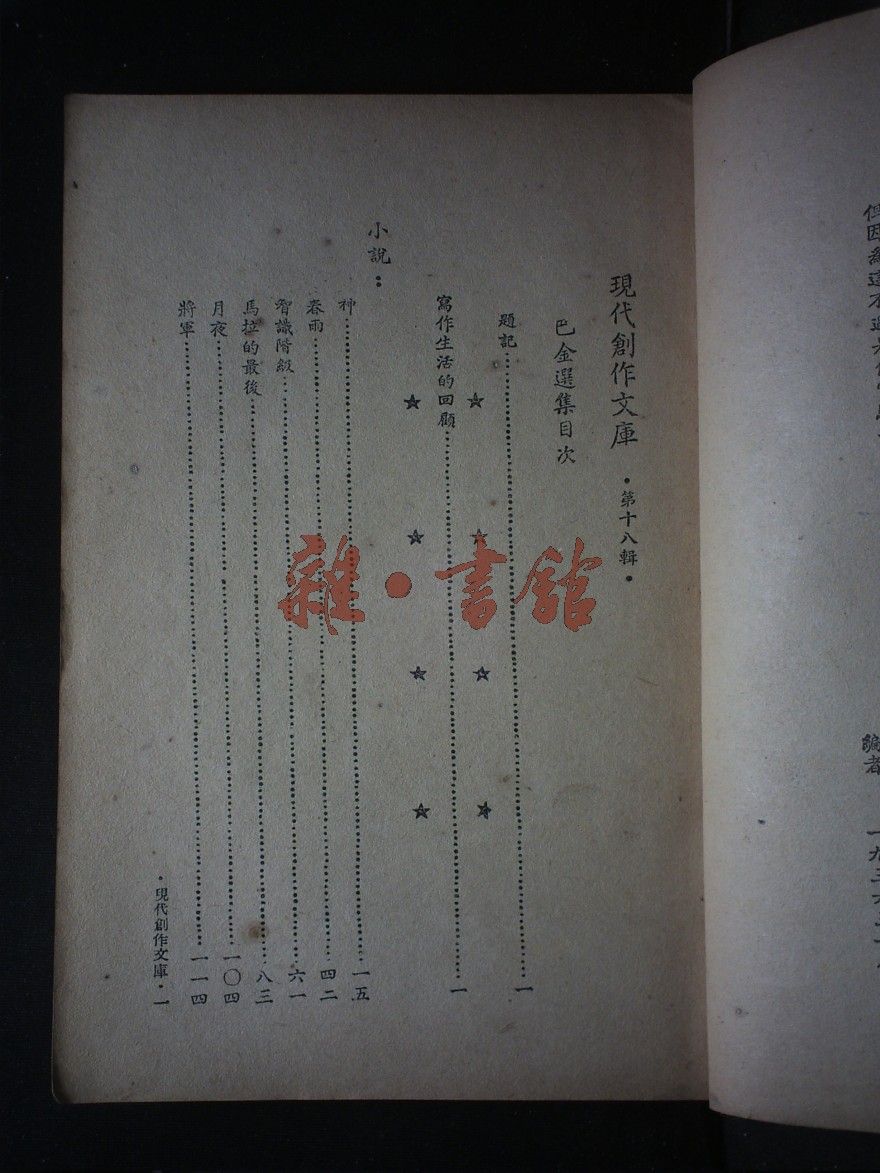 現代創作文庫 ・第十八輯・
巴金選集目次
題記……一
寫作生活的回顧……一
小說：
神……一五
春雨……四二
智識階級……六一
馬拉的最後……八三
月夜……一〇四
將軍……一一四
・現代創作文庫・一
雜・書館
編者